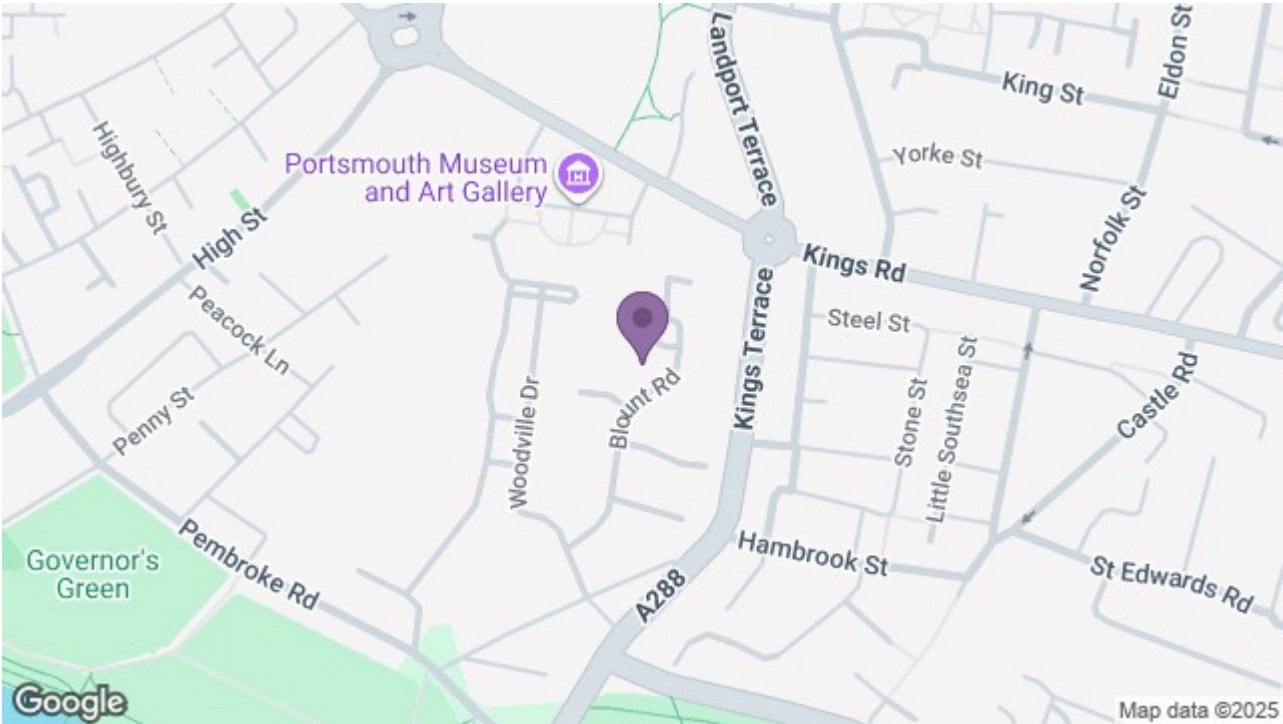 Landport Terrace
Eldon St
King St
Highbury St
Portsmouth Museum
and Art Gallery
Yorke St
High St
Norfolk St
Kings Rd
Peacock Ln
Steel St
Kings Terrace
Penny St
Woodville Dr
Blount Rd
Stone St
Little Southsea St
Castle Rd
Governor's
Green
Pembroke Rd
Hambrook St
St Edwards Rd
A288
Google
Map data ©2025